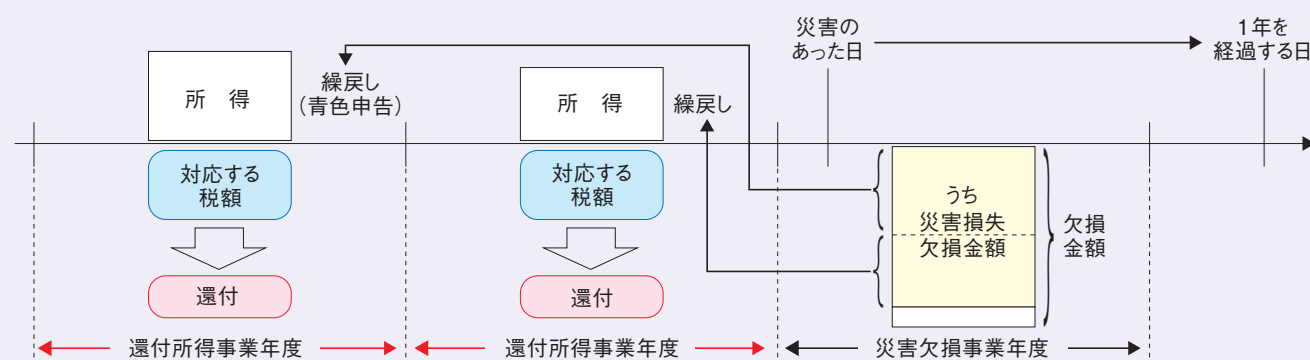 災害の
あった日
1年を
経過する日
所　得
繰戻し
（青色申告）
所　得
繰戻し
対応する
税額
対応する
税額
うち
災害損失
欠損金額
欠損
金額
還付
還付
還付所得事業年度
還付所得事業年度
災害欠損事業年度